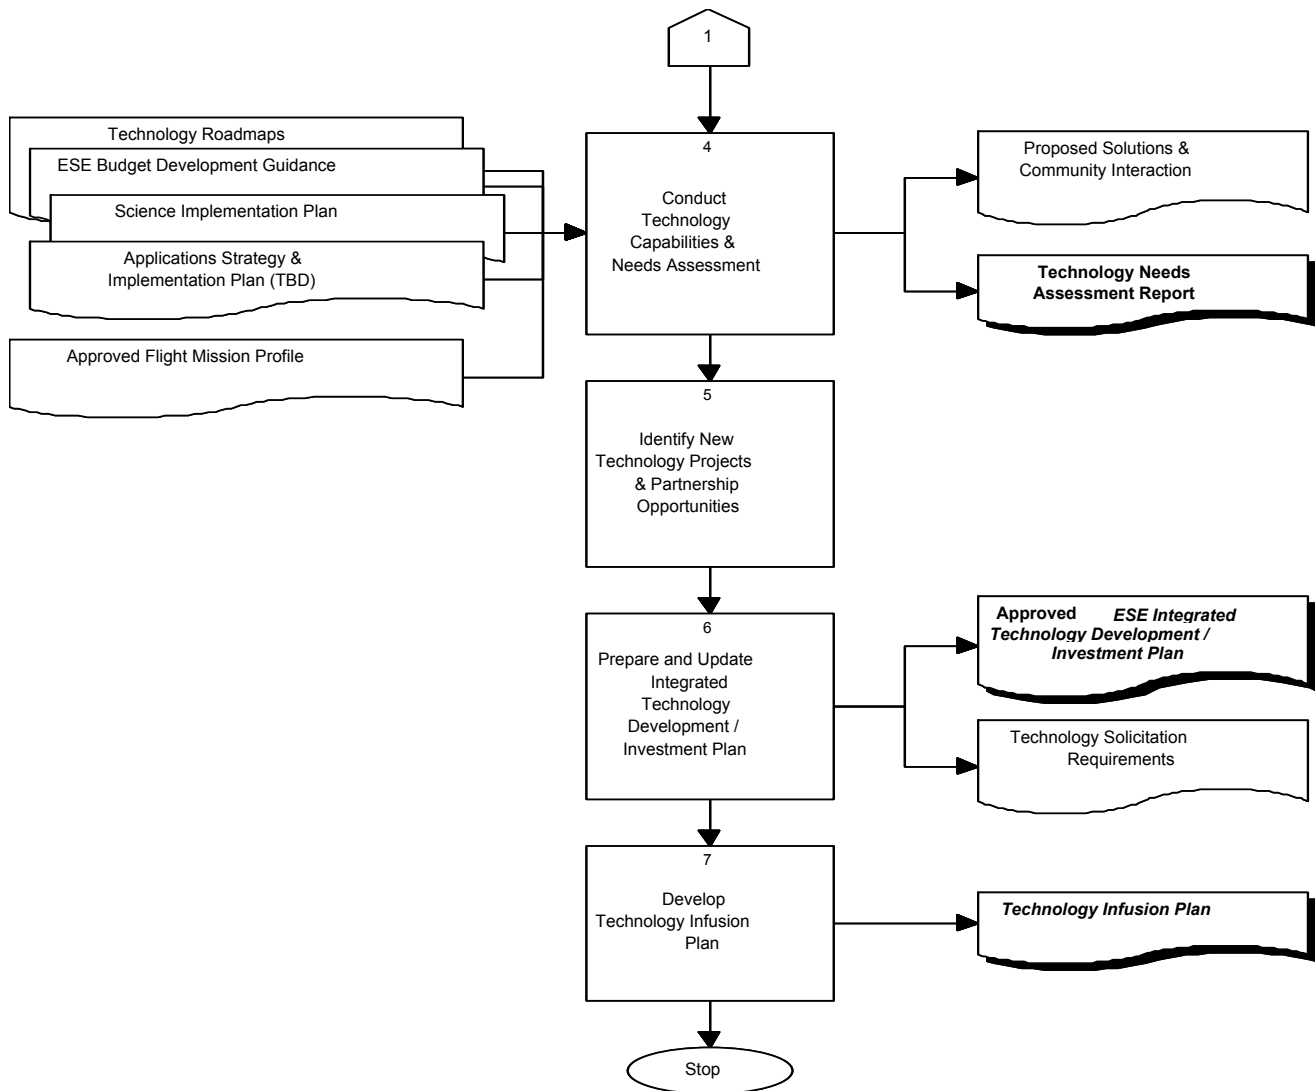 1
Technology Roadmaps
ESE Budget Development Guidance
Science Implementation Plan
Applications Strategy &
Implementation Plan (TBD)
Approved Flight Mission Profile
4
Conduct
Technology
Capabilities &
Needs Assessment
Proposed Solutions &
Community Interaction
Technology Needs
Assessment Report
5
Identify New
Technology Projects
& Partnership
Opportunities
6
Prepare and Update
Integrated
Technology
Development /
Investment Plan
Approved ESE Integrated
Technology Development /
Investment Plan
Technology Solicitation
Requirements
7
Develop
Technology Infusion
Plan
Technology Infusion Plan
Stop